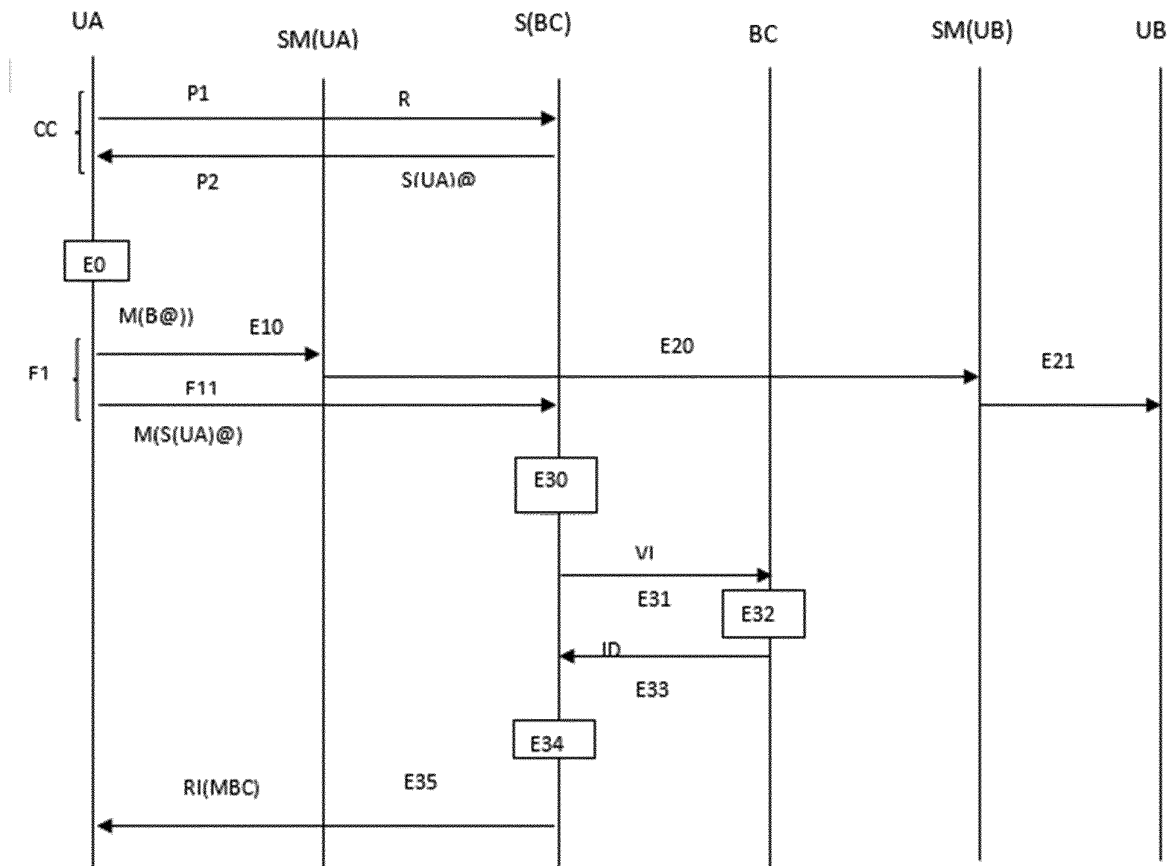 UA
SM(UA)
S(BC)
BC
SM(UB)
UB
P1
R
CC
P2
S(UA)@
E0
M(B@))
E10
E20
E21
F1
F11
M(S(UA)@)
E30
VI
E31
E32
ID
E33
E34
RI(MBC)
E35